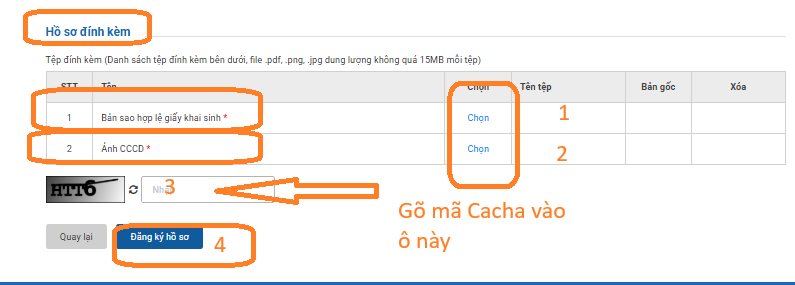 Hồ sơ đính kèm
Tệp đính kèm (Danh sách tệp đính kèm bên dưới, file .pdf, .png, .jpg dung lượng không quá 15MB mỗi tệp)
STT Tên Chọn Tên tệp Bản gốc Xóa
1 Bản sao hợp lệ giấy khai sinh * Chọn 1
2 Ảnh CCCD * Chọn 2
HTT6 Nhập 3
Gõ mã Cacha vào
ô này
Quay lại Đăng ký hồ sơ 4